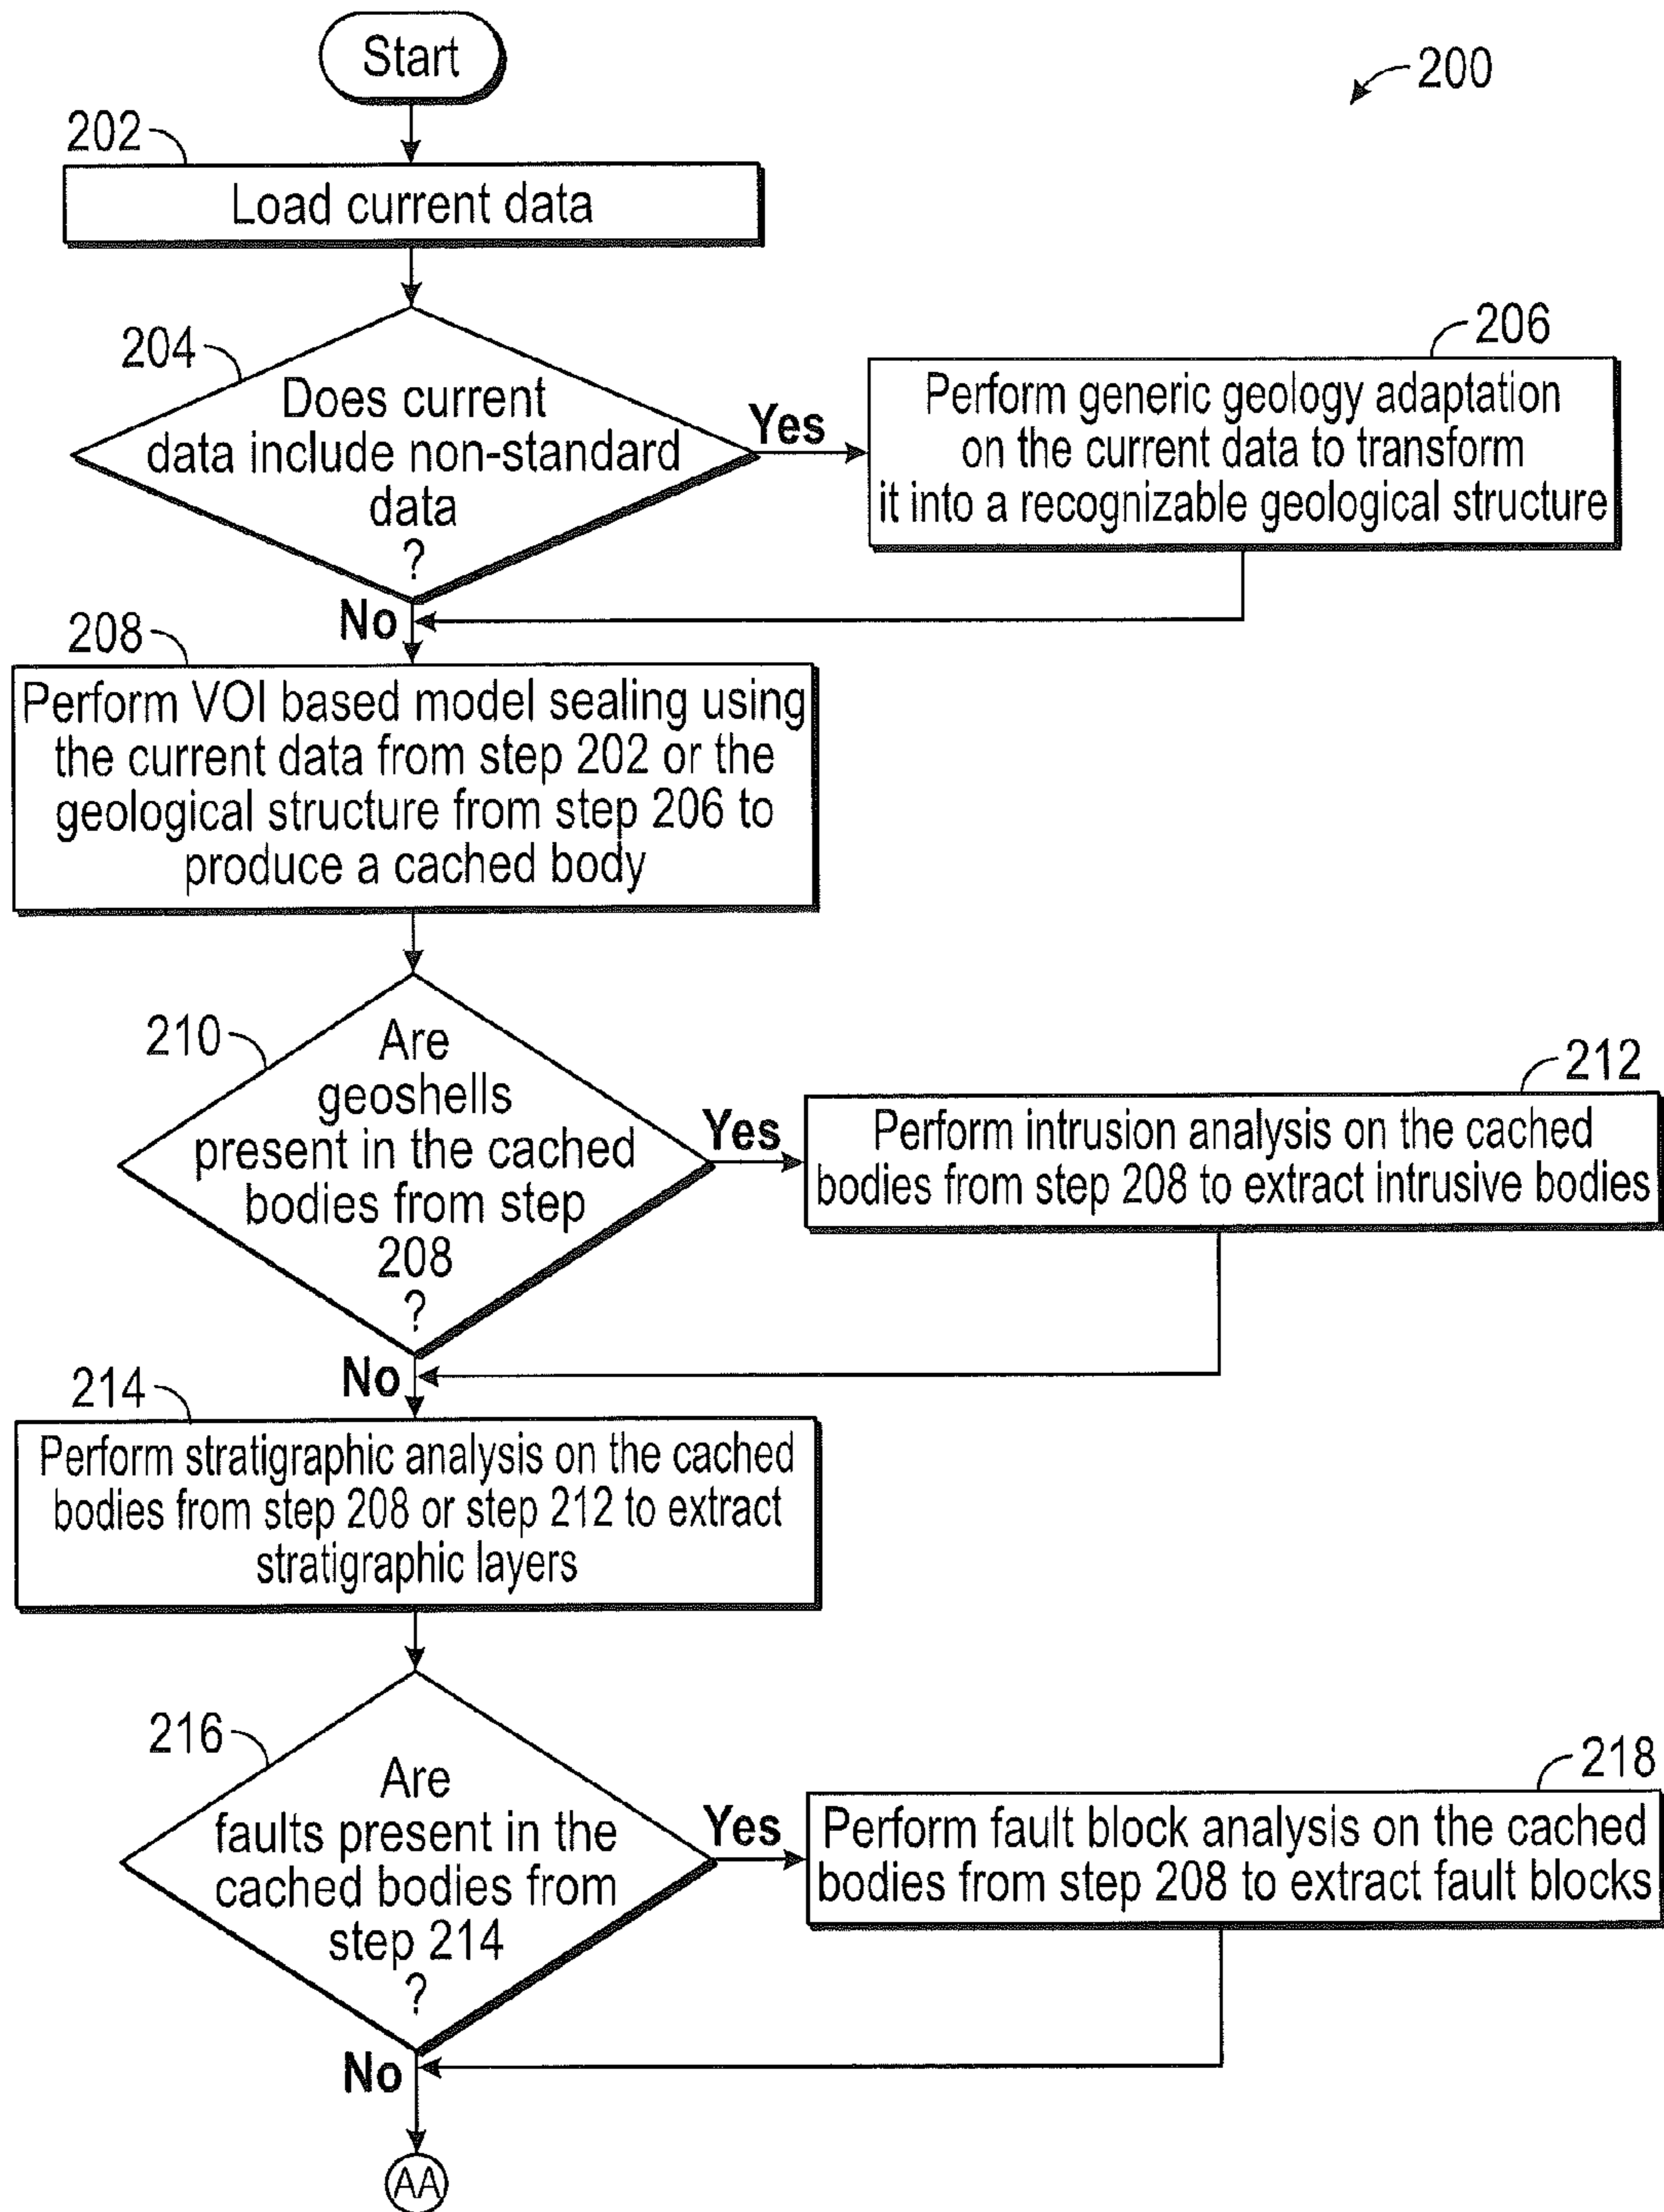 Start
200
202
Load current data
204
Does current
data include non-standard
data
?
Yes
206
Perform generic geology adaptation
on the current data to transform
it into a recognizable geological structure
No
208
Perform VOI based model sealing using
the current data from step 202 or the
geological structure from step 206 to
produce a cached body
210
Are
geoshells
present in the cached
bodies from step
208
?
Yes
212
Perform intrusion analysis on the cached
bodies from step 208 to extract intrusive bodies
No
214
Perform stratigraphic analysis on the cached
bodies from step 208 or step 212 to extract
stratigraphic layers
216
Are
faults present in the
cached bodies from
step 214
?
Yes
218
Perform fault block analysis on the cached
bodies from step 208 to extract fault blocks
No
AA